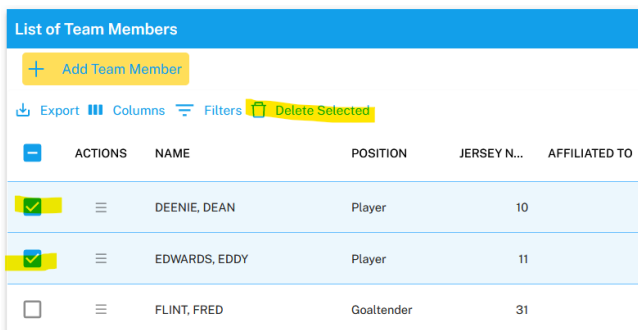 List of Team Members
Add Team Member
Export Columns Filters Delete Selected
ACTIONS NAME POSITION JERSEY N... AFFILIATED TO
DEENIE, DEAN Player 10
EDWARDS, EDDY Player 11
FLINT, FRED Goaltender 31